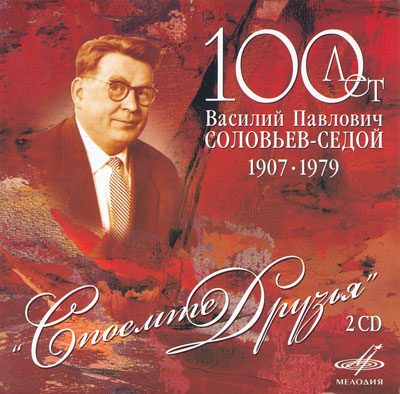 100 лет
Василий Павлович
СОЛОВЬЕВ-СЕДОЙ
1907 · 1979
"Споемте Друзья"
2 CD
МЕЛОДИЯ